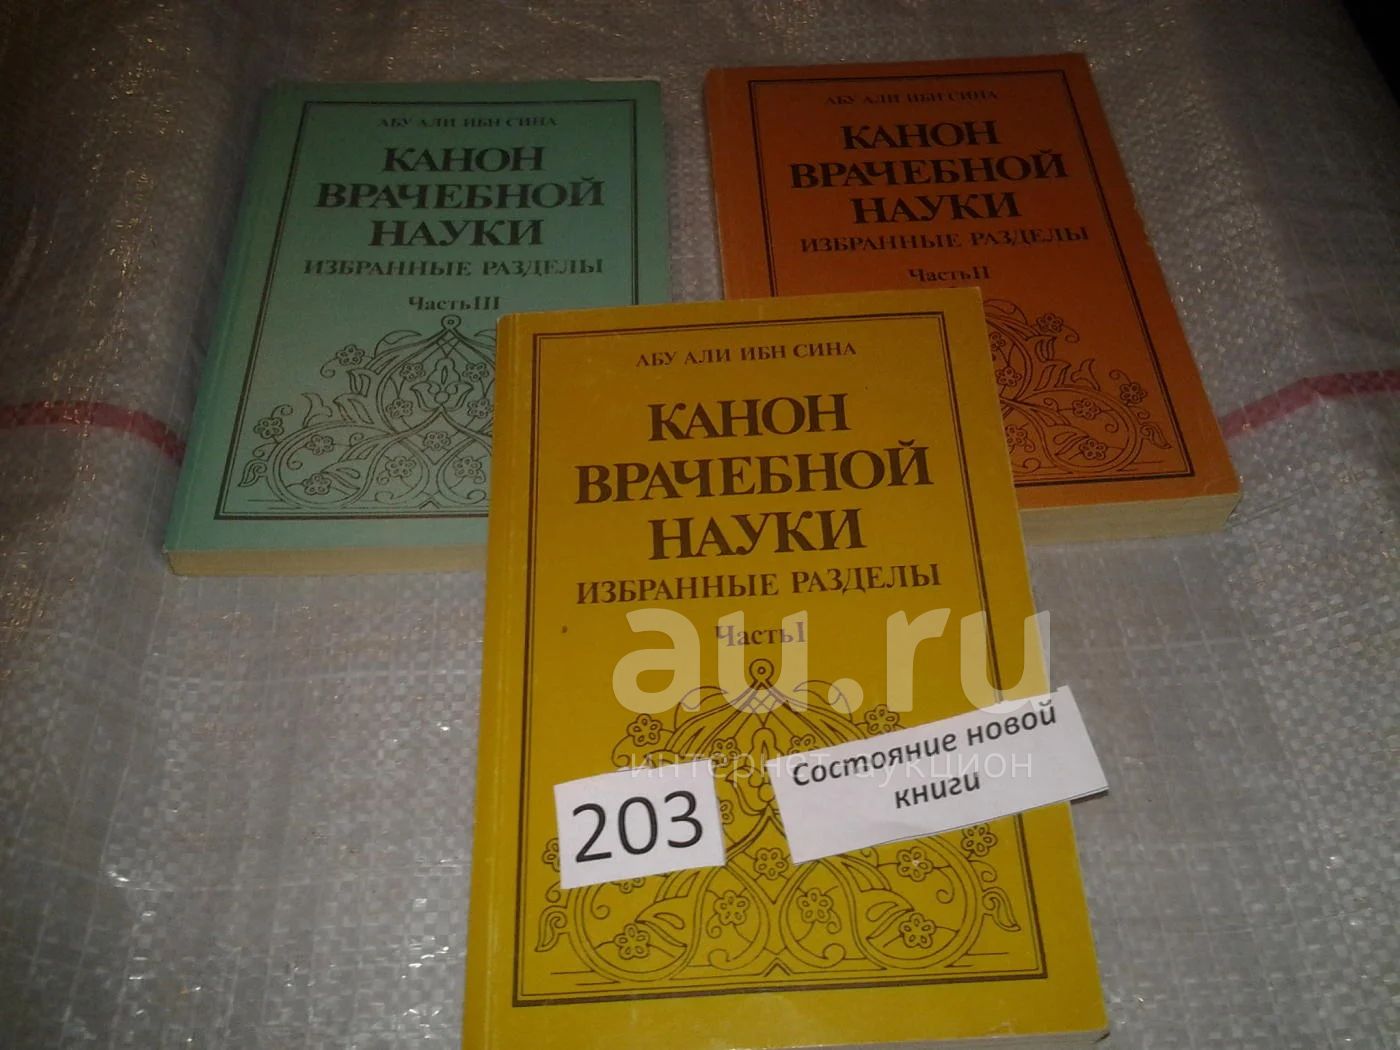 АБУ АЛИ ИБН СИНА
КАНОН
ВРАЧЕБНОЙ
НАУКИ
ИЗБРАННЫЕ РАЗДЕЛЫ
Часть III
АБУ АЛИ ИБН СИНА
КАНОН
ВРАЧЕБНОЙ
НАУКИ
ИЗБРАННЫЕ РАЗДЕЛЫ
Часть II
АБУ АЛИ ИБН СИНА
КАНОН
ВРАЧЕБНОЙ
НАУКИ
ИЗБРАННЫЕ РАЗДЕЛЫ
Часть I
au.ru
интернет-аукцион
203
Состояние новой
книги